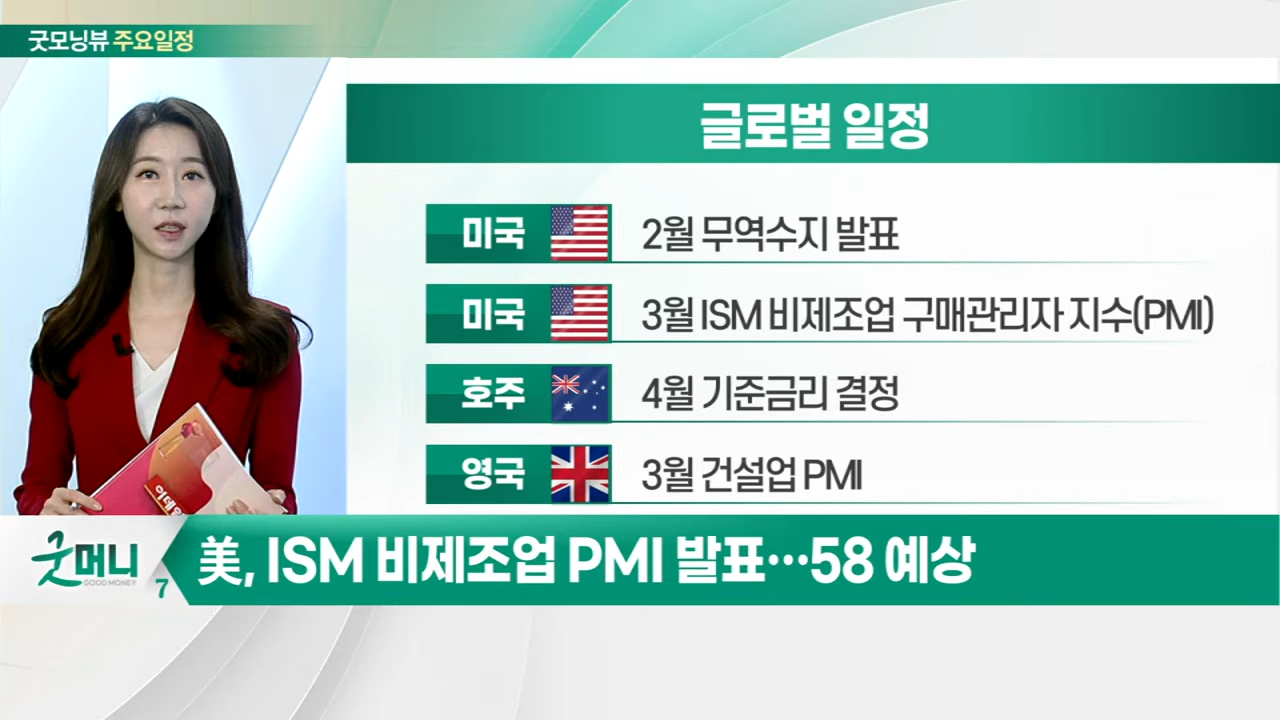 굿모닝뷰 주요일정
글로벌 일정
미국 2월 무역수지 발표
미국 3월 ISM 비제조업 구매관리자 지수(PMI)
호주 4월 기준금리 결정
영국 3월 건설업 PMI
이데일
굿머니
GOOD MONEY
7
美, ISM 비제조업 PMI 발표…58 예상